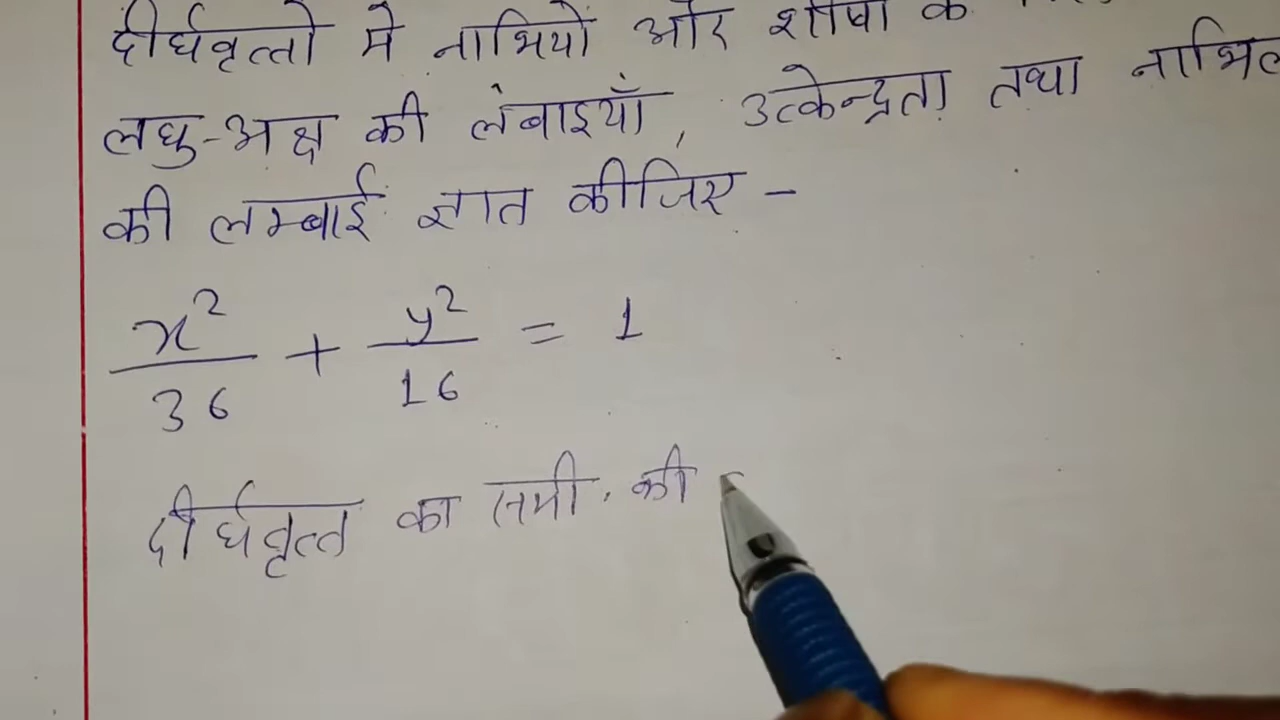 दीर्घवृत्तो मे नाभियों और शीर्षो के
लघु-अक्ष की लंबाइयाँ, उत्केन्द्रता तथा
की लम्बाई ज्ञात कीजिए -
x² / 36 + y² / 16 = 1
दीर्घवृत्त का समी. की